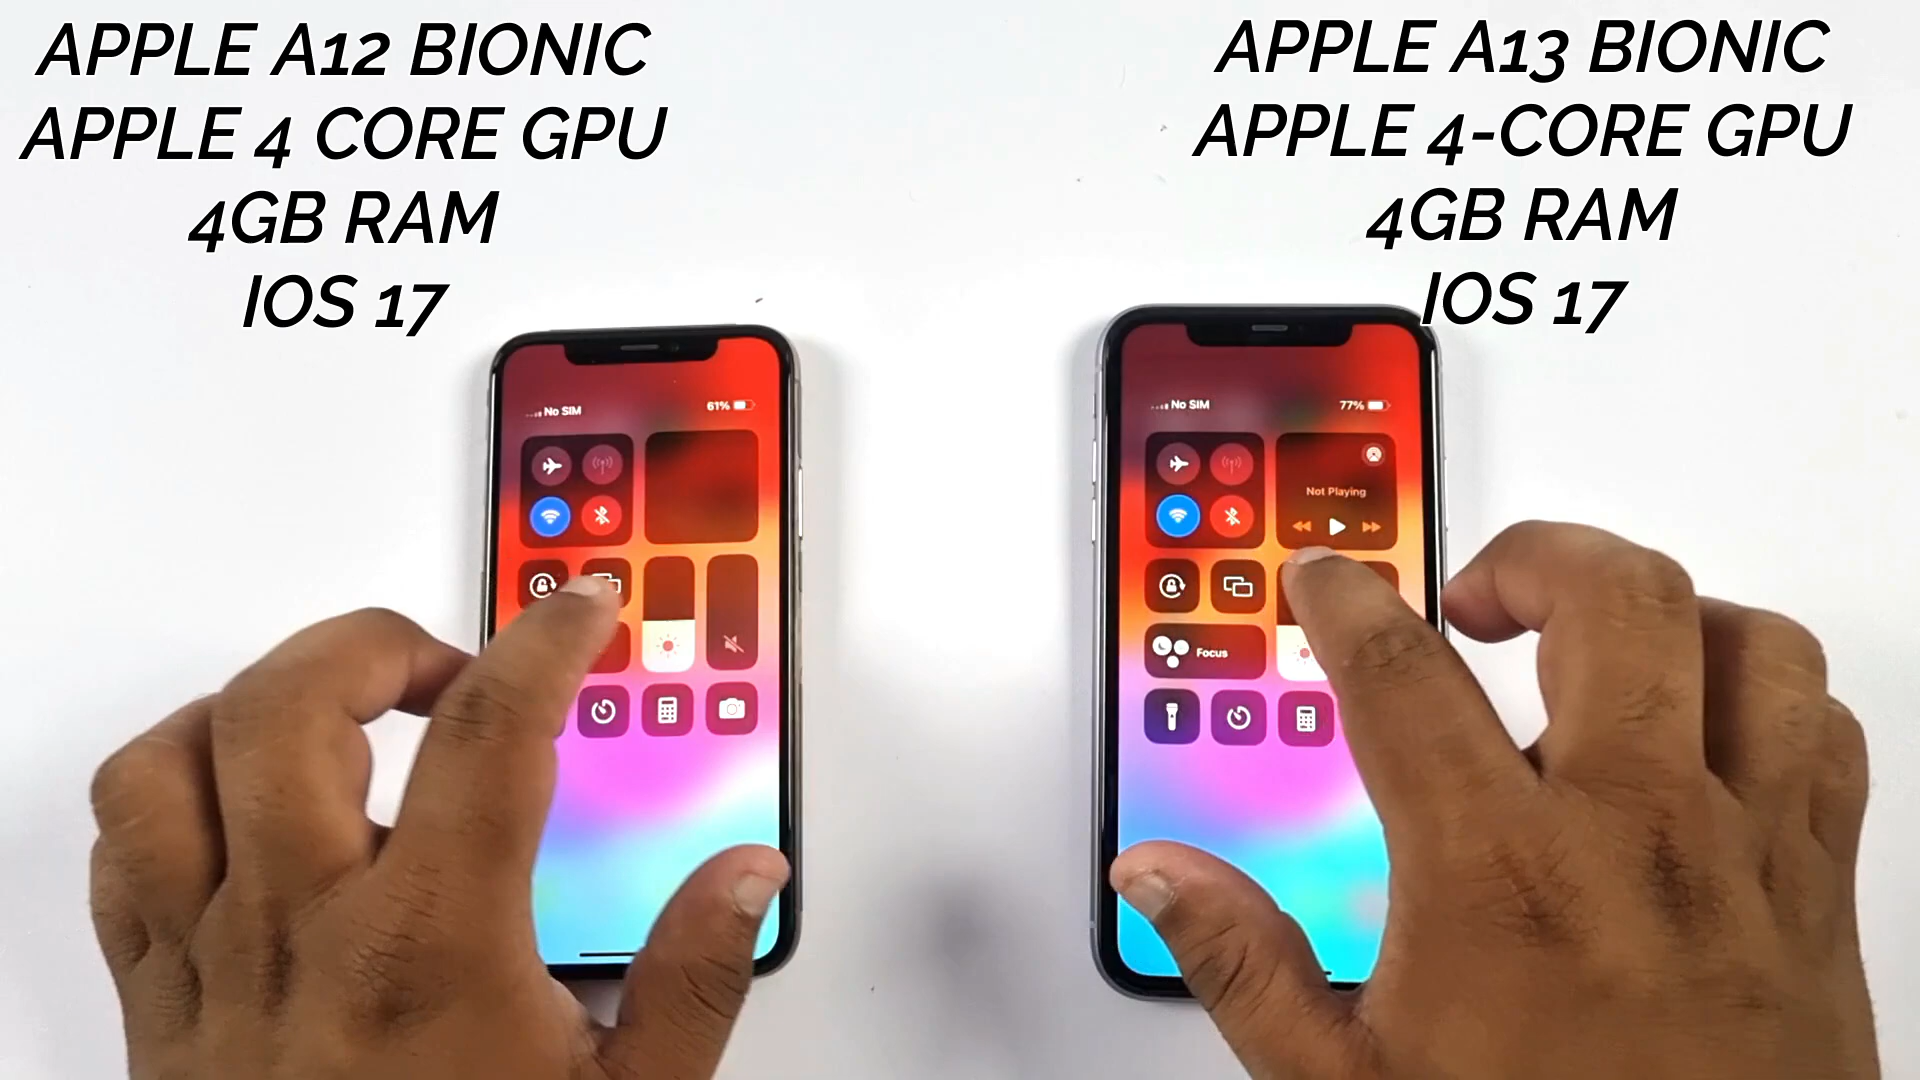 APPLE A12 BIONIC
APPLE 4 CORE GPU
4GB RAM
IOS 17
APPLE A13 BIONIC
APPLE 4-CORE GPU
4GB RAM
IOS 17
No SIM
61%
No SIM
77%
Not Playing
Focus